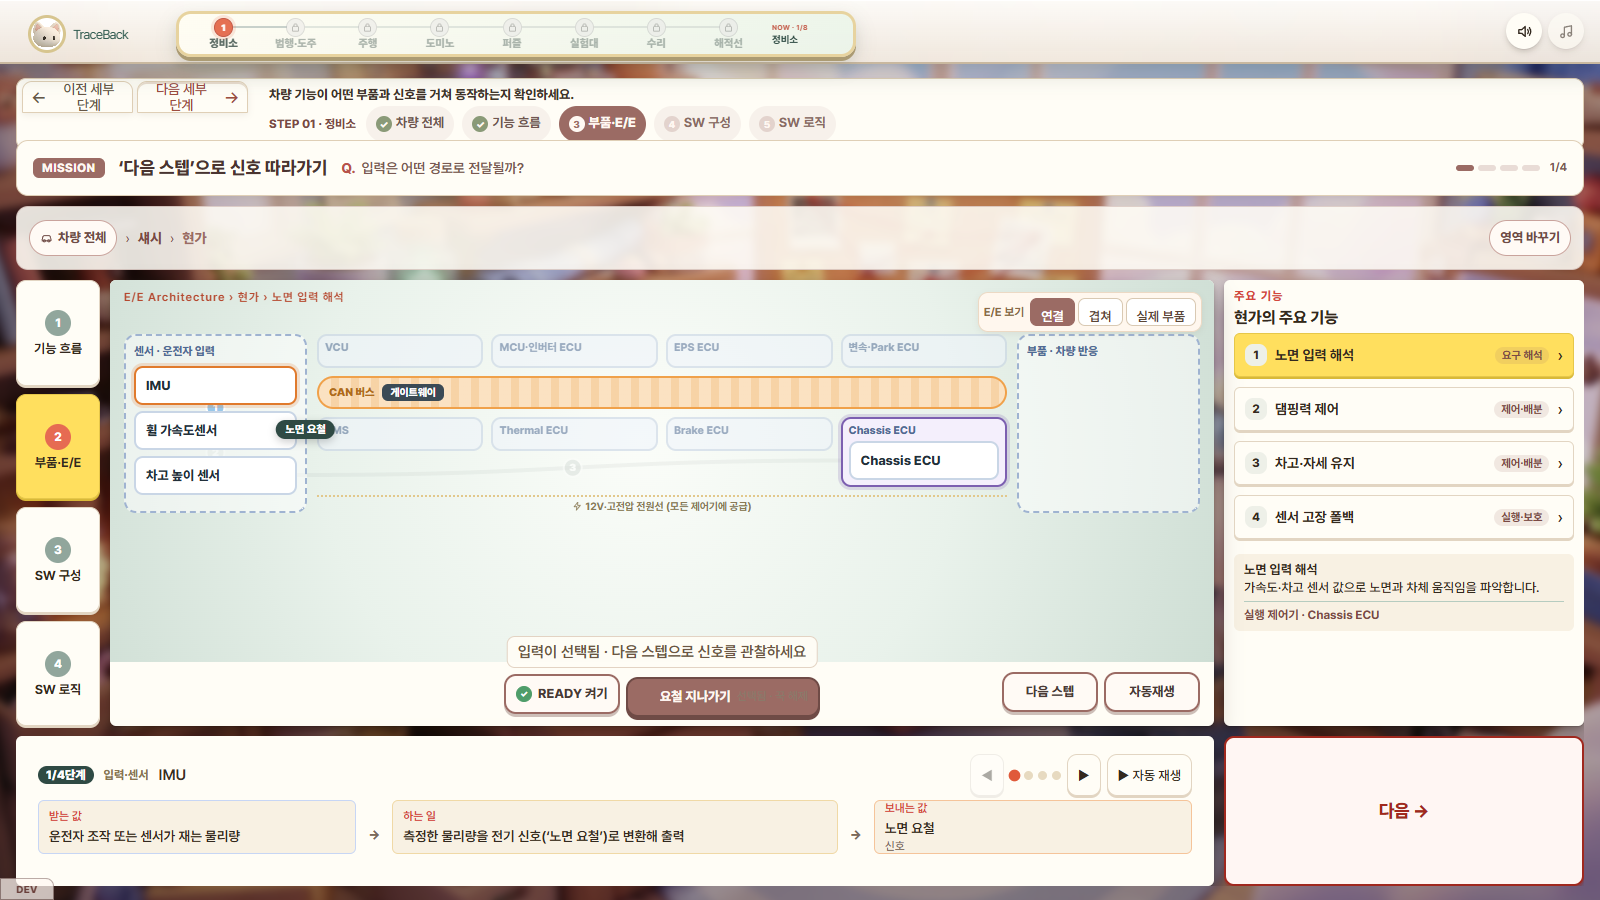 TraceBack
1
정비소
범행·도주
주행
도미노
퍼즐
실험대
수리
해적선
NOW · 1/8
정비소
← 이전 세부 단계
다음 세부 단계 →
차량 기능이 어떤 부품과 신호를 거쳐 동작하는지 확인하세요.
STEP 01 · 정비소
차량 전체
기능 흐름
3 부품·E/E
4 SW 구성
5 SW 로직
MISSION ‘다음 스텝’으로 신호 따라가기 Q. 입력은 어떤 경로로 전달될까?
1/4
차량 전체 › 섀시 › 현가
영역 바꾸기
1
기능 흐름
2
부품·E/E
3
SW 구성
4
SW 로직
E/E Architecture › 현가 › 노면 입력 해석
E/E 보기 연결 겹쳐 실제 부품
센서 · 운전자 입력
IMU
휠 가속도센서
차고 높이 센서
노면 요철
VCU
MCU·인버터 ECU
EPS ECU
변속·Park ECU
CAN 버스 게이트웨이
MS
Thermal ECU
Brake ECU
Chassis ECU
Chassis ECU
3
12V·고전압 전원선 (모든 제어기에 공급)
부품 · 차량 반응
입력이 선택됨 · 다음 스텝으로 신호를 관찰하세요
READY 켜기
요철 지나가기
다음 스텝
자동재생
주요 기능
현가의 주요 기능
1 노면 입력 해석 요구 해석 ›
2 댐핑력 제어 제어·배분 ›
3 차고·자세 유지 제어·배분 ›
4 센서 고장 폴백 실행·보호 ›
노면 입력 해석
가속도·차고 센서 값으로 노면과 차체 움직임을 파악합니다.
실행 제어기 · Chassis ECU
1/4단계 입력·센서 IMU
◀ ▶ ▶ 자동 재생
받는 값
운전자 조작 또는 센서가 재는 물리량
→
하는 일
측정한 물리량을 전기 신호(‘노면 요철’)로 변환해 출력
→
보내는 값
노면 요철
신호
다음 →
DEV